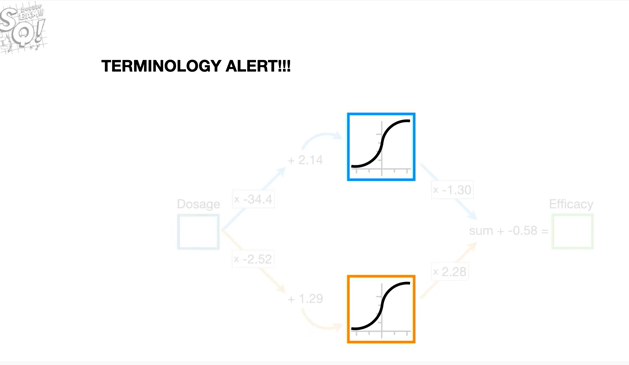 SQ!
TERMINOLOGY ALERT!!!
+ 2.14
x -34.4
x -1.30
Dosage
Efficacy
sum + -0.58 =
x -2.52
x 2.28
+ 1.29